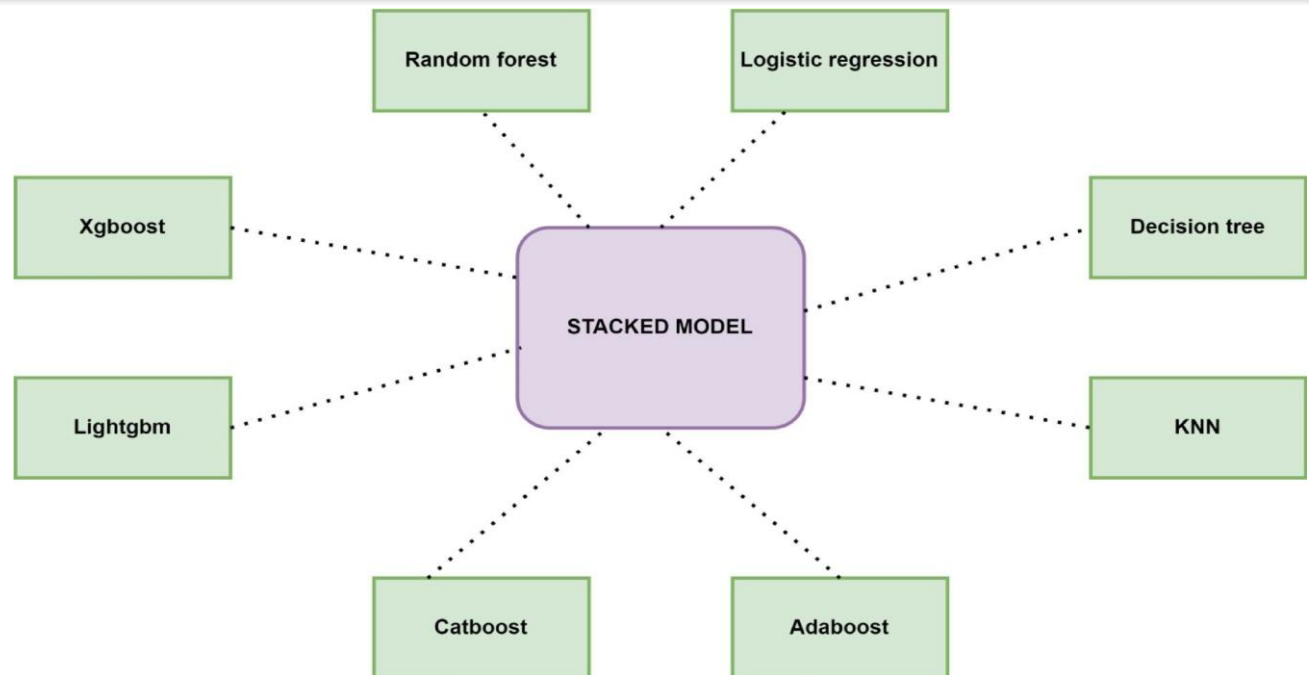 Random forest
Logistic regression
Xgboost
Decision tree
STACKED MODEL
Lightgbm
KNN
Catboost
Adaboost